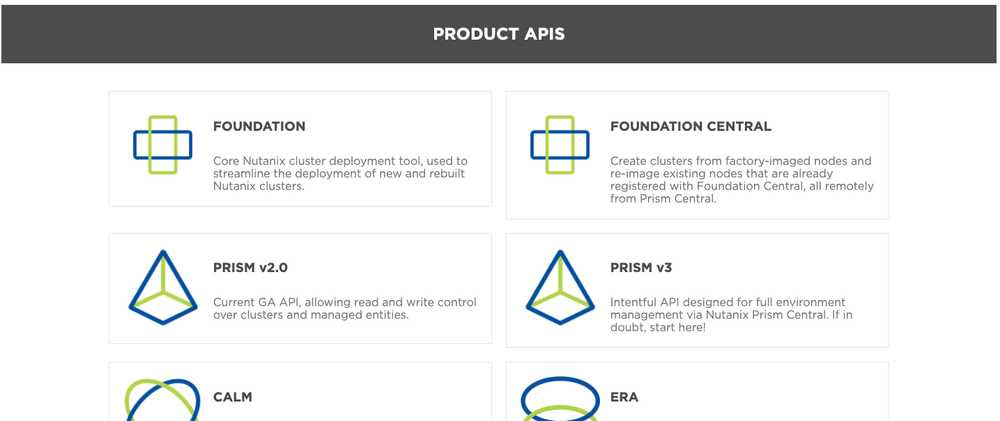 PRODUCT APIS
FOUNDATION
Core Nutanix cluster deployment tool, used to
streamline the deployment of new and rebuilt
Nutanix clusters.
FOUNDATION CENTRAL
Create clusters from factory-imaged nodes and
re-image existing nodes that are already
registered with Foundation Central, all remotely
from Prism Central.
PRISM v2.0
Current GA API, allowing read and write control
over clusters and managed entities.
PRISM v3
Intentful API designed for full environment
management via Nutanix Prism Central. If in
doubt, start here!
CALM
ERA